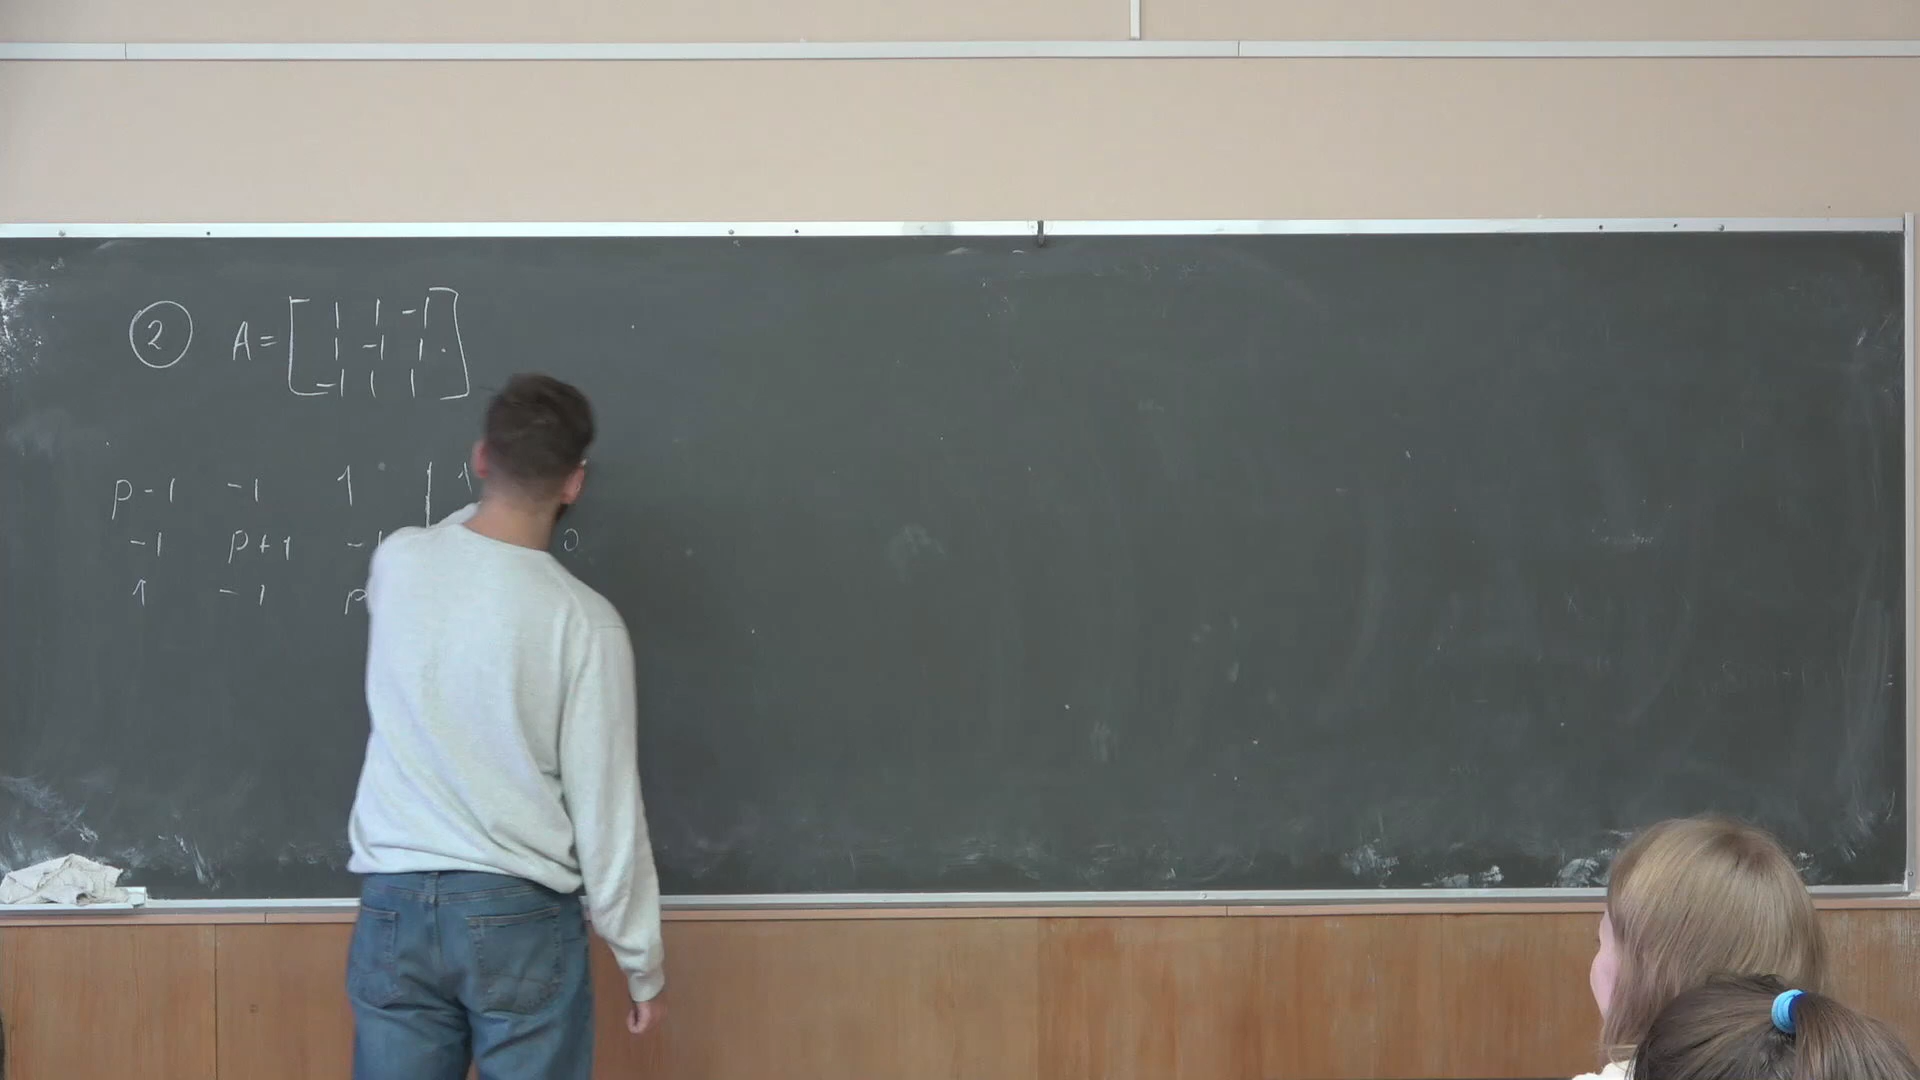 ② A = [ 1 1 -1
1 -1 1
-1 1 1 ]
p-1 -1 1 | 1
-1 p+1 -1 0
1 -1 p